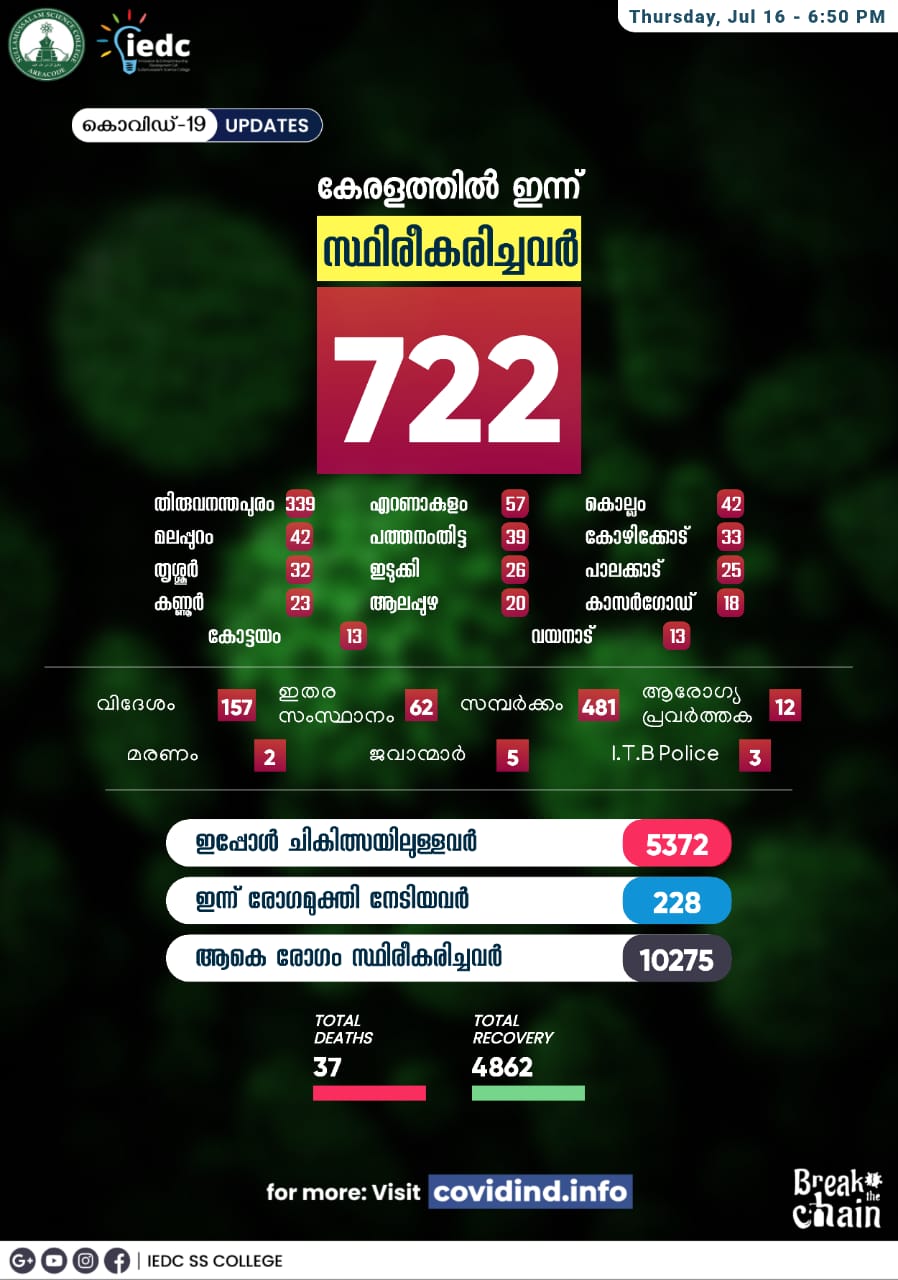 Thursday, Jul 16 - 6:50 PM
SULLAMUSSALAM SCIENCE COLLEGE
AREACODE
iedc
കൊവിഡ്-19 UPDATES
കേരളത്തിൽ ഇന്ന്
സ്ഥിരീകരിച്ചവർ
722
തിരുവനന്തപുരം 339 എറണാകുളം 57 കൊല്ലം 42
മലപ്പുറം 42 പത്തനംതിട്ട 39 കോഴിക്കോട് 33
തൃശ്ശൂർ 32 ഇടുക്കി 26 പാലക്കാട് 25
കണ്ണൂർ 23 ആലപ്പുഴ 20 കാസർഗോഡ് 18
കോട്ടയം 13 വയനാട് 13
വിദേശം 157 ഇതര സംസ്ഥാനം 62 സമ്പർക്കം 481 ആരോഗ്യ പ്രവർത്തക 12
മരണം 2 ജവാന്മാർ 5 I.T.B Police 3
ഇപ്പോൾ ചികിത്സയിലുള്ളവർ 5372
ഇന്ന് രോഗമുക്തി നേടിയവർ 228
ആകെ രോഗം സ്ഥിരീകരിച്ചവർ 10275
TOTAL DEATHS
37
TOTAL RECOVERY
4862
for more: Visit covidind.info
Break the chain
IEDC SS COLLEGE